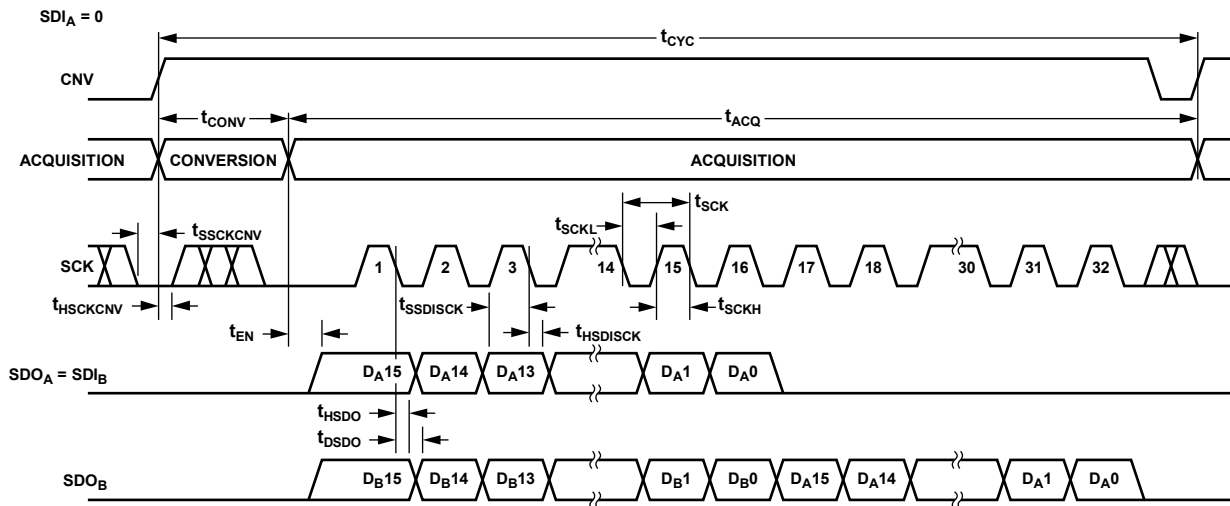 SDIA = 0
tCYC
CNV
tCONV
tACQ
ACQUISITION CONVERSION ACQUISITION
tSCK
tSCKL
tSSCKCNV
SCK 1 2 3 14 15 16 17 18 30 31 32
tHSCKCNV
tSSDISCK
tSCKH
tEN
tHSDISCK
SDOA = SDIB DA15 DA14 DA13 DA1 DA0
tHSDO
tDSDO
SDOB DB15 DB14 DB13 DB1 DB0 DA15 DA14 DA1 DA0